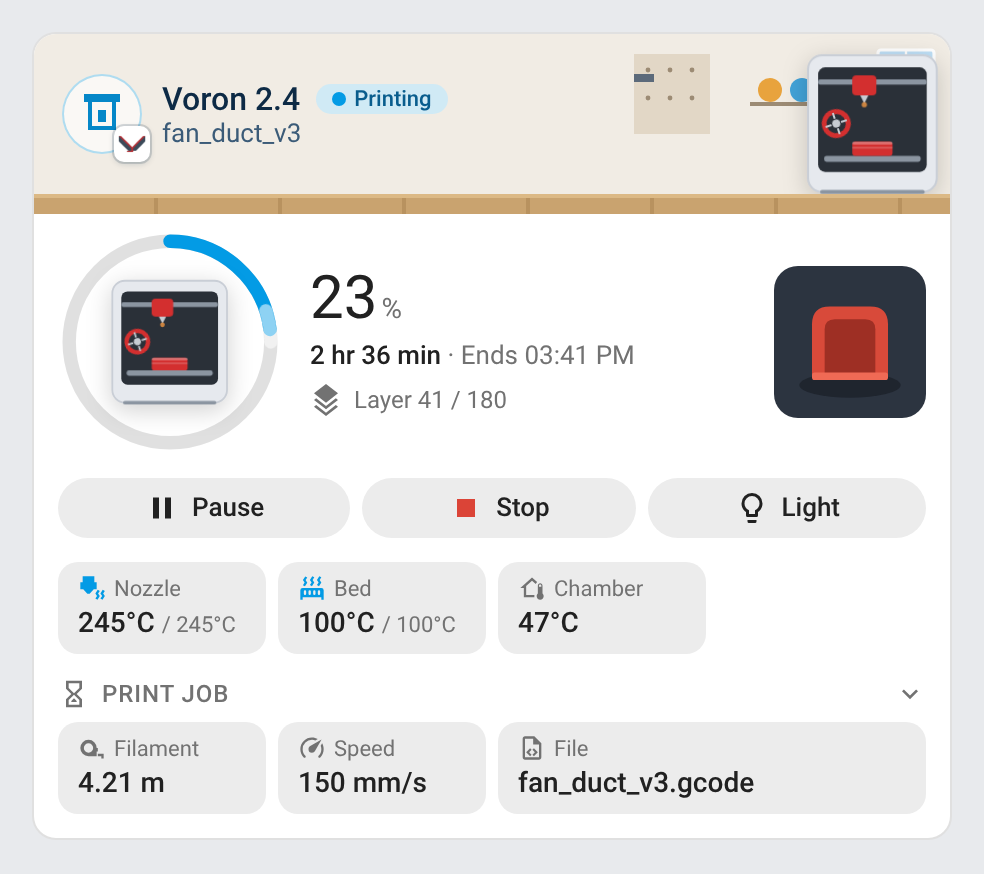 Voron 2.4
Printing
fan_duct_v3
23 %
2 hr 36 min · Ends 03:41 PM
Layer 41 / 180
Pause
Stop
Light
Nozzle
245°C / 245°C
Bed
100°C / 100°C
Chamber
47°C
PRINT JOB
Filament
4.21 m
Speed
150 mm/s
File
fan_duct_v3.gcode